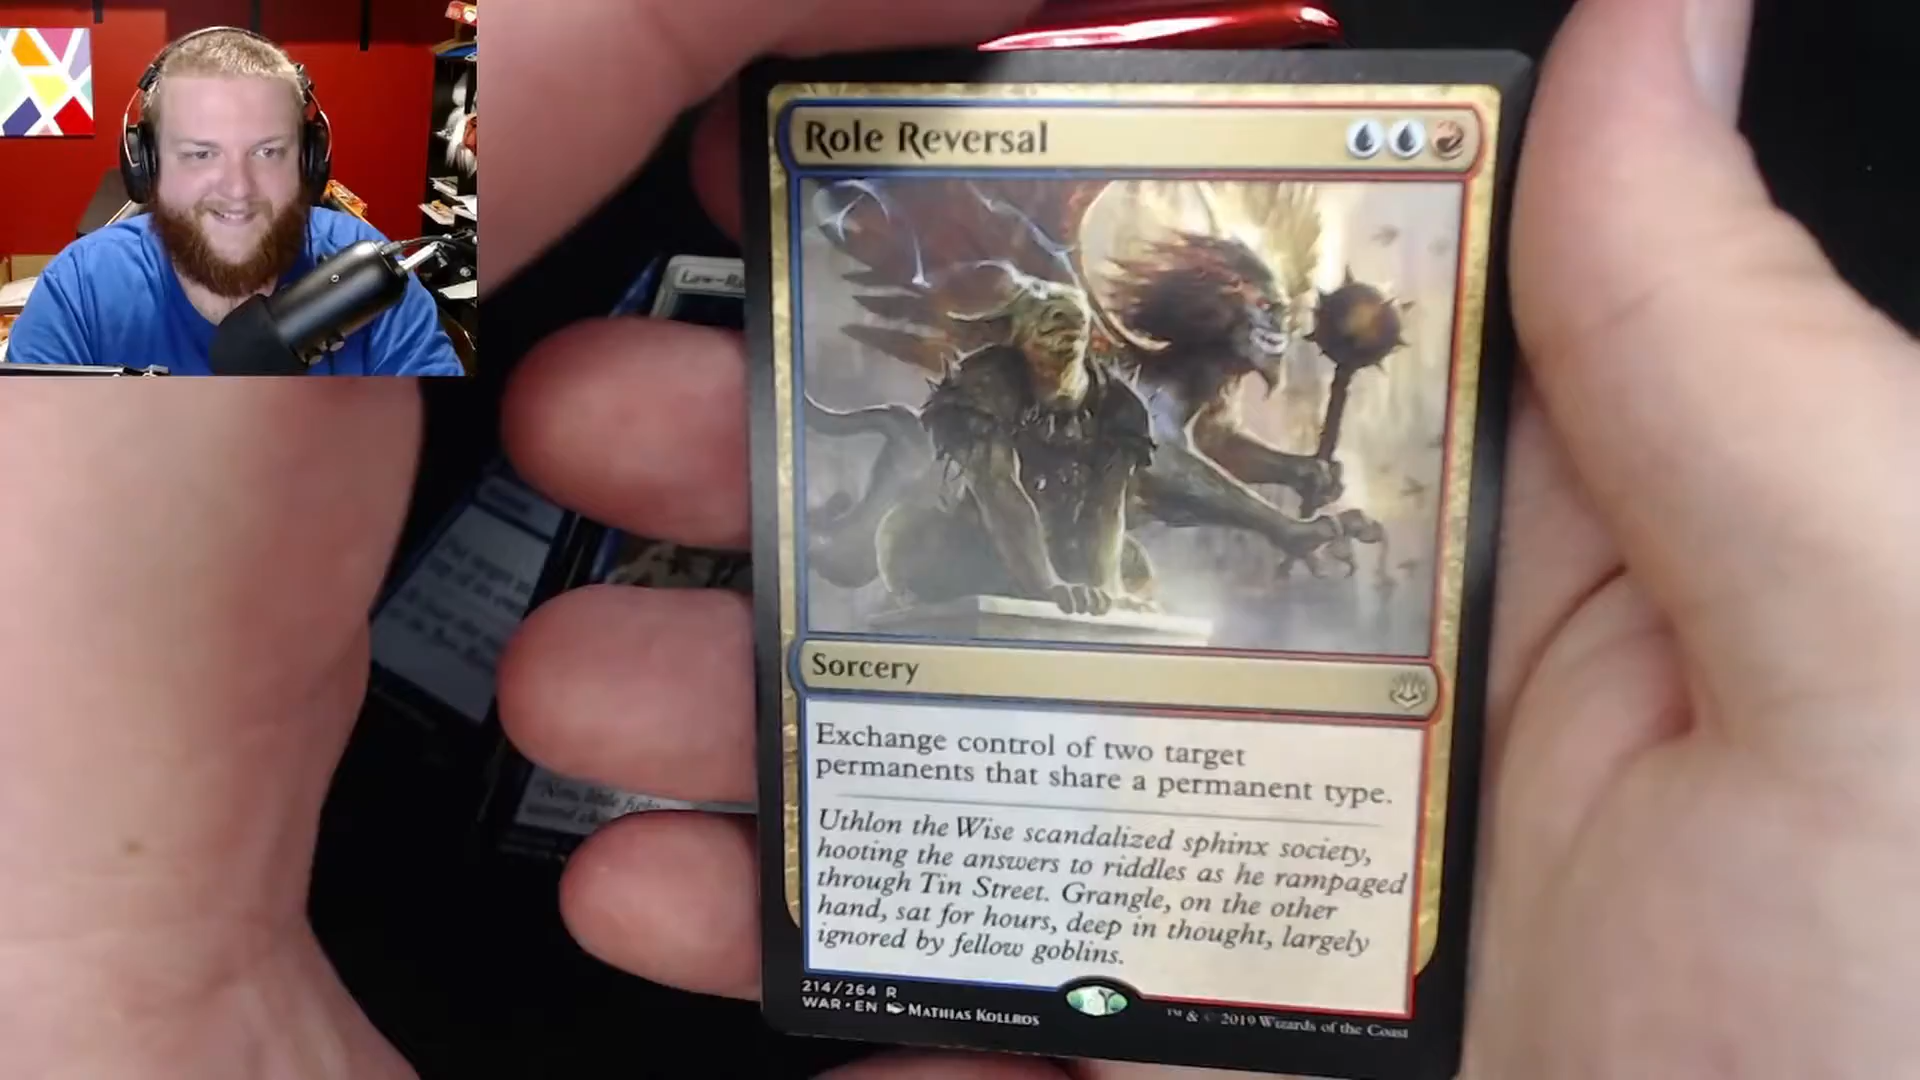 Role Reversal
Sorcery
Exchange control of two target
permanents that share a permanent type.
Uthlon the Wise scandalized sphinx society,
hooting the answers to riddles as he rampaged
through Tin Street. Grangle, on the other
hand, sat for hours, deep in thought, largely
ignored by fellow goblins.
214/264 R
WAR • EN Mathias Kollros
™ & © 2019 Wizards of the Coast